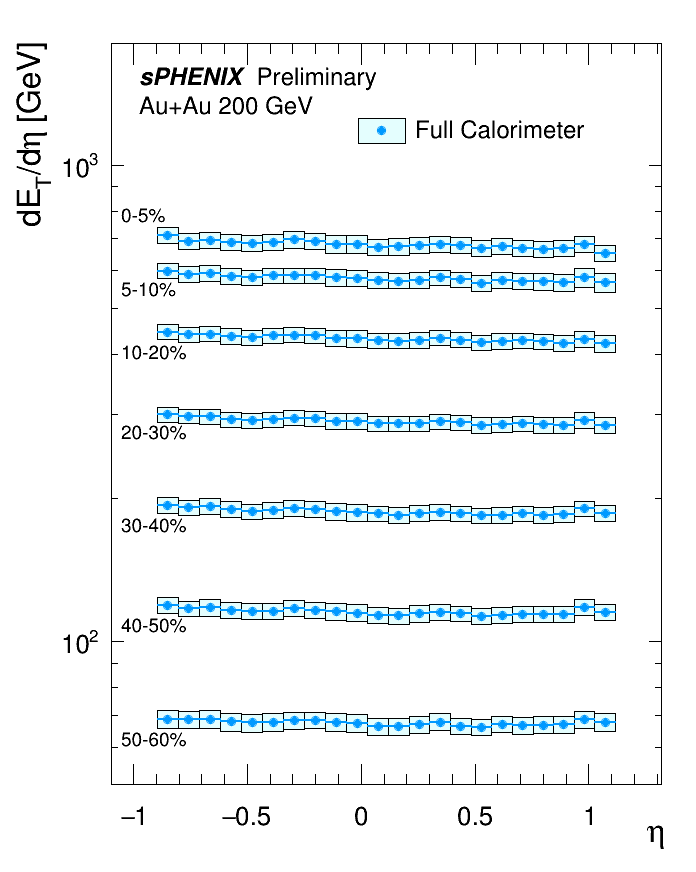 dE_T/dη [GeV]
sPHENIX Preliminary
Au+Au 200 GeV
Full Calorimeter
10^3
0-5%
5-10%
10-20%
20-30%
30-40%
40-50%
10^2
50-60%
−1 −0.5 0 0.5 1
η